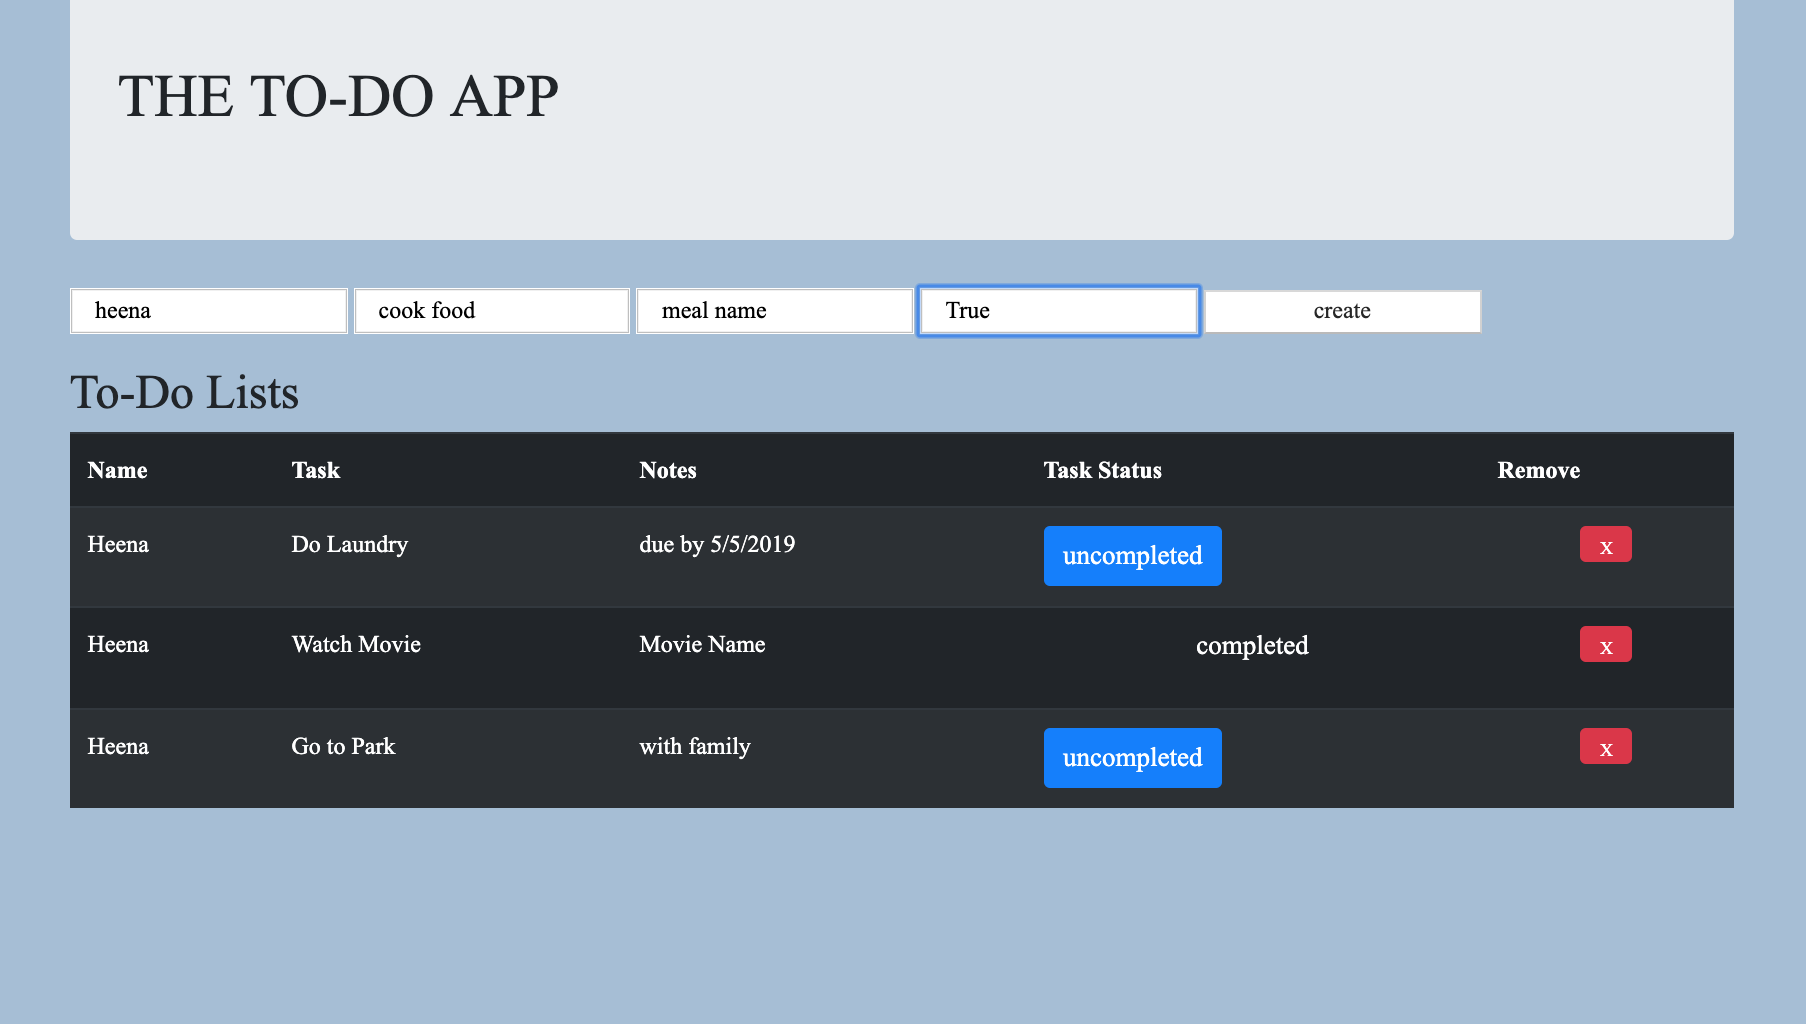 THE TO-DO APP
heena cook food meal name True create
To-Do Lists
Name Task Notes Task Status Remove
Heena Do Laundry due by 5/5/2019 uncompleted x
Heena Watch Movie Movie Name completed x
Heena Go to Park with family uncompleted x